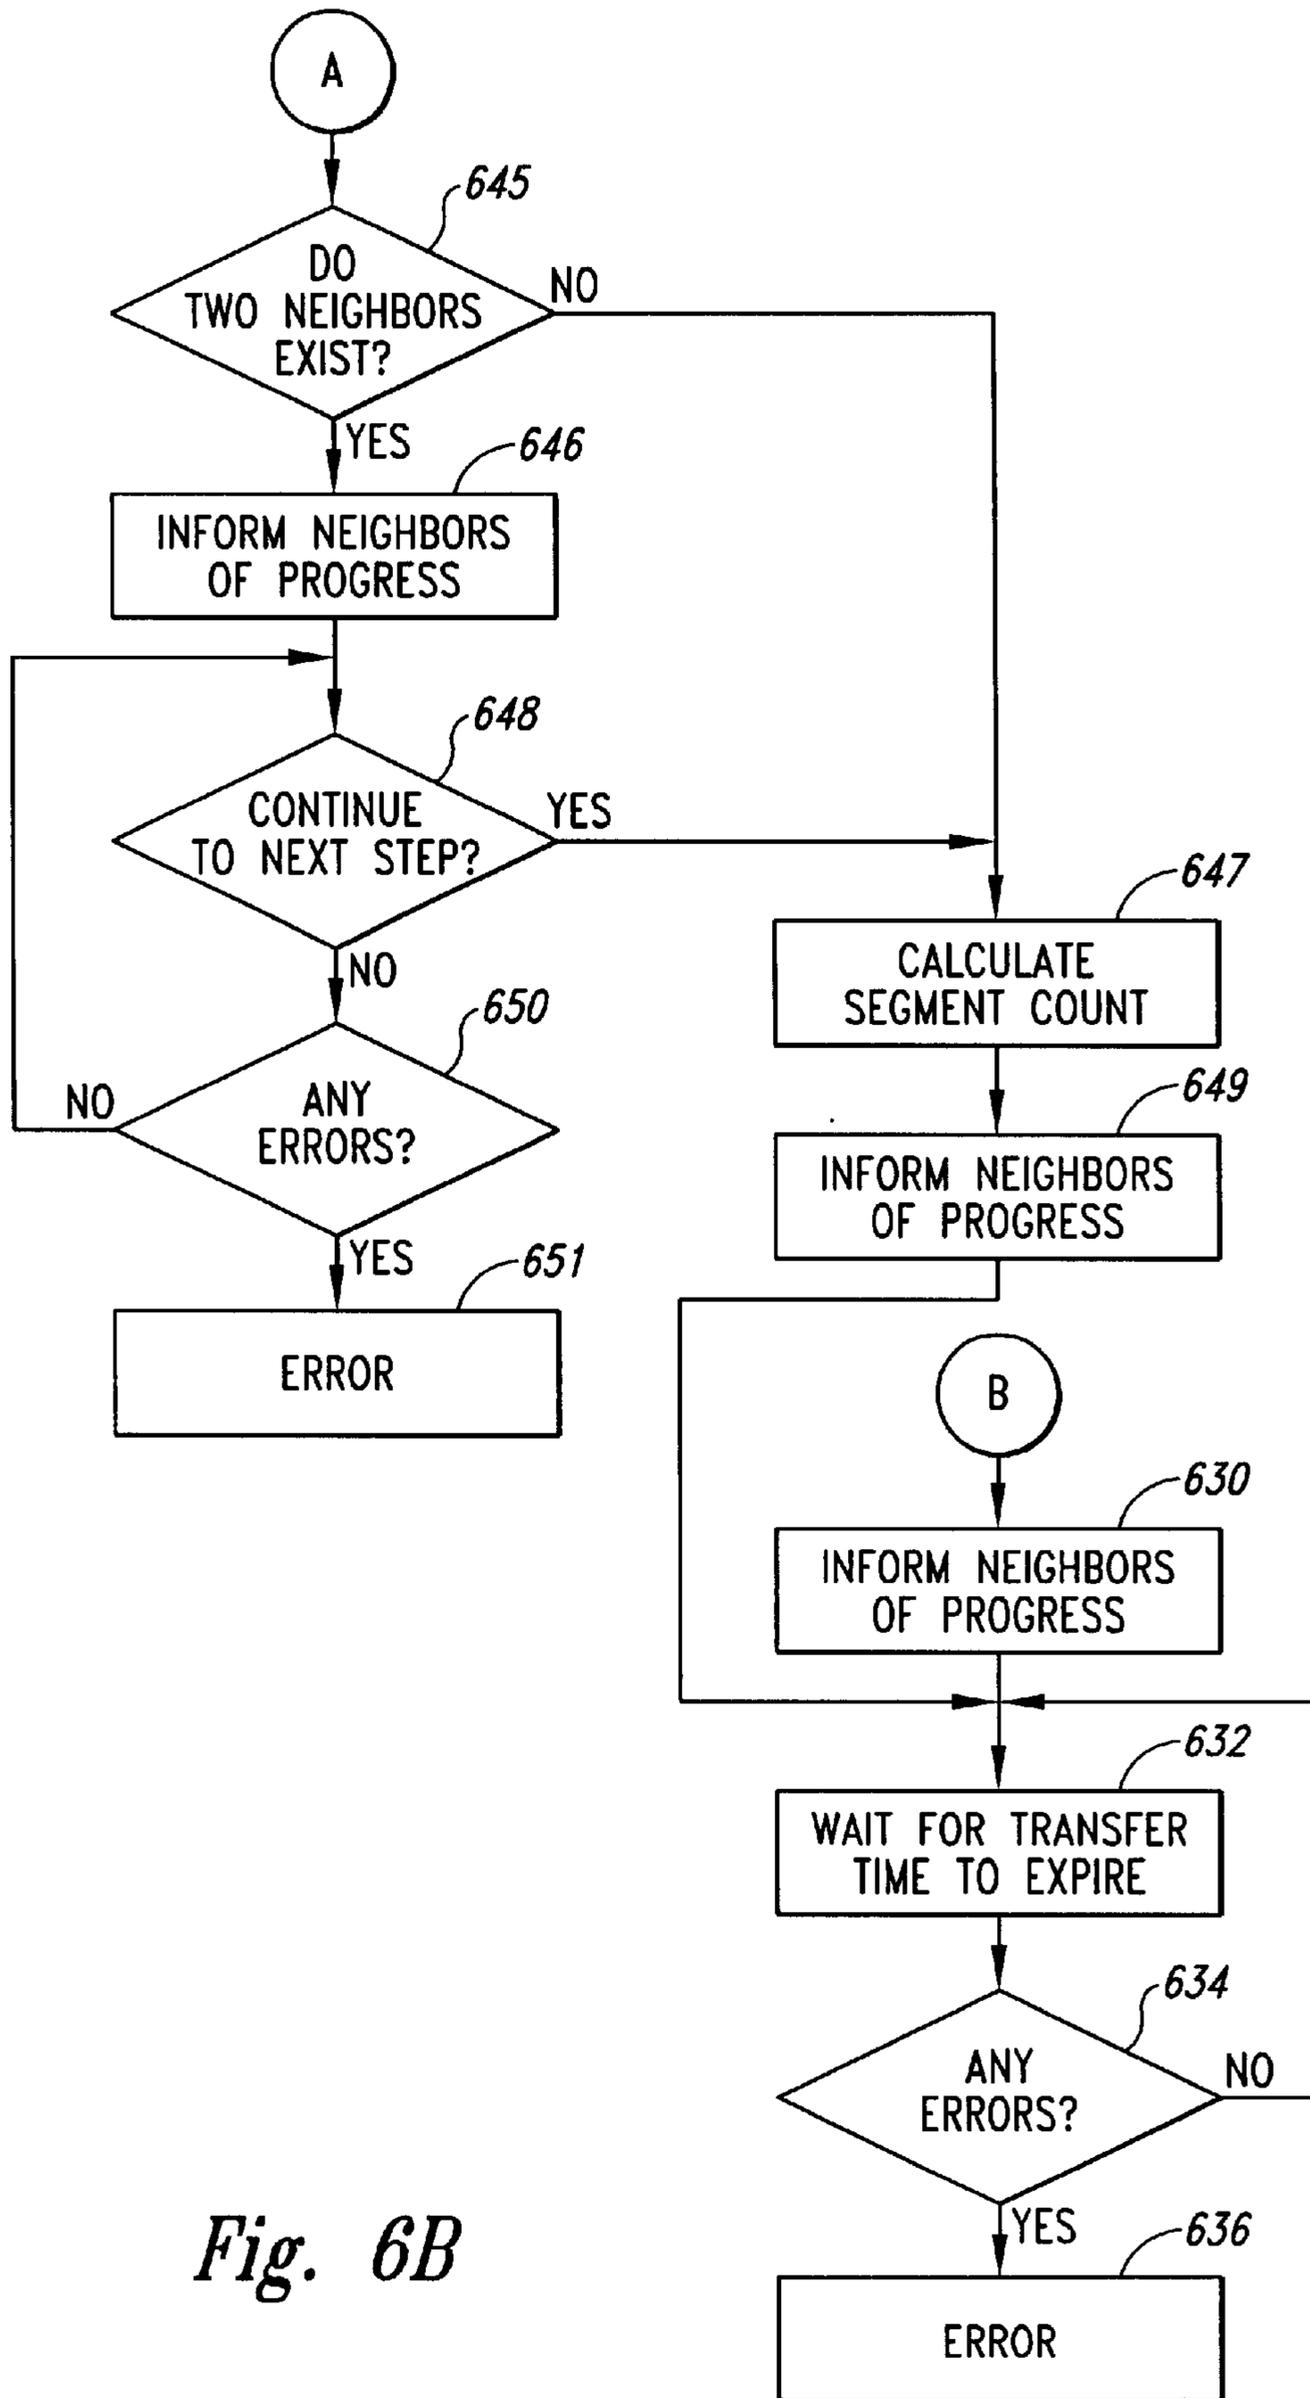 A
645
DO
TWO NEIGHBORS
EXIST?
NO
YES
646
INFORM NEIGHBORS
OF PROGRESS
648
CONTINUE
TO NEXT STEP?
YES
NO
647
CALCULATE
SEGMENT COUNT
650
ANY
ERRORS?
NO
YES
649
INFORM NEIGHBORS
OF PROGRESS
651
ERROR
B
630
INFORM NEIGHBORS
OF PROGRESS
632
WAIT FOR TRANSFER
TIME TO EXPIRE
634
ANY
ERRORS?
NO
YES
636
ERROR
Fig. 6B